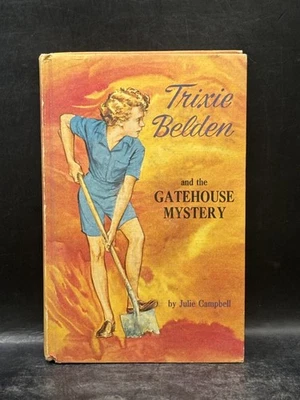 Trixie
Belden
and the
GATEHOUSE
MYSTERY
by Julie Campbell